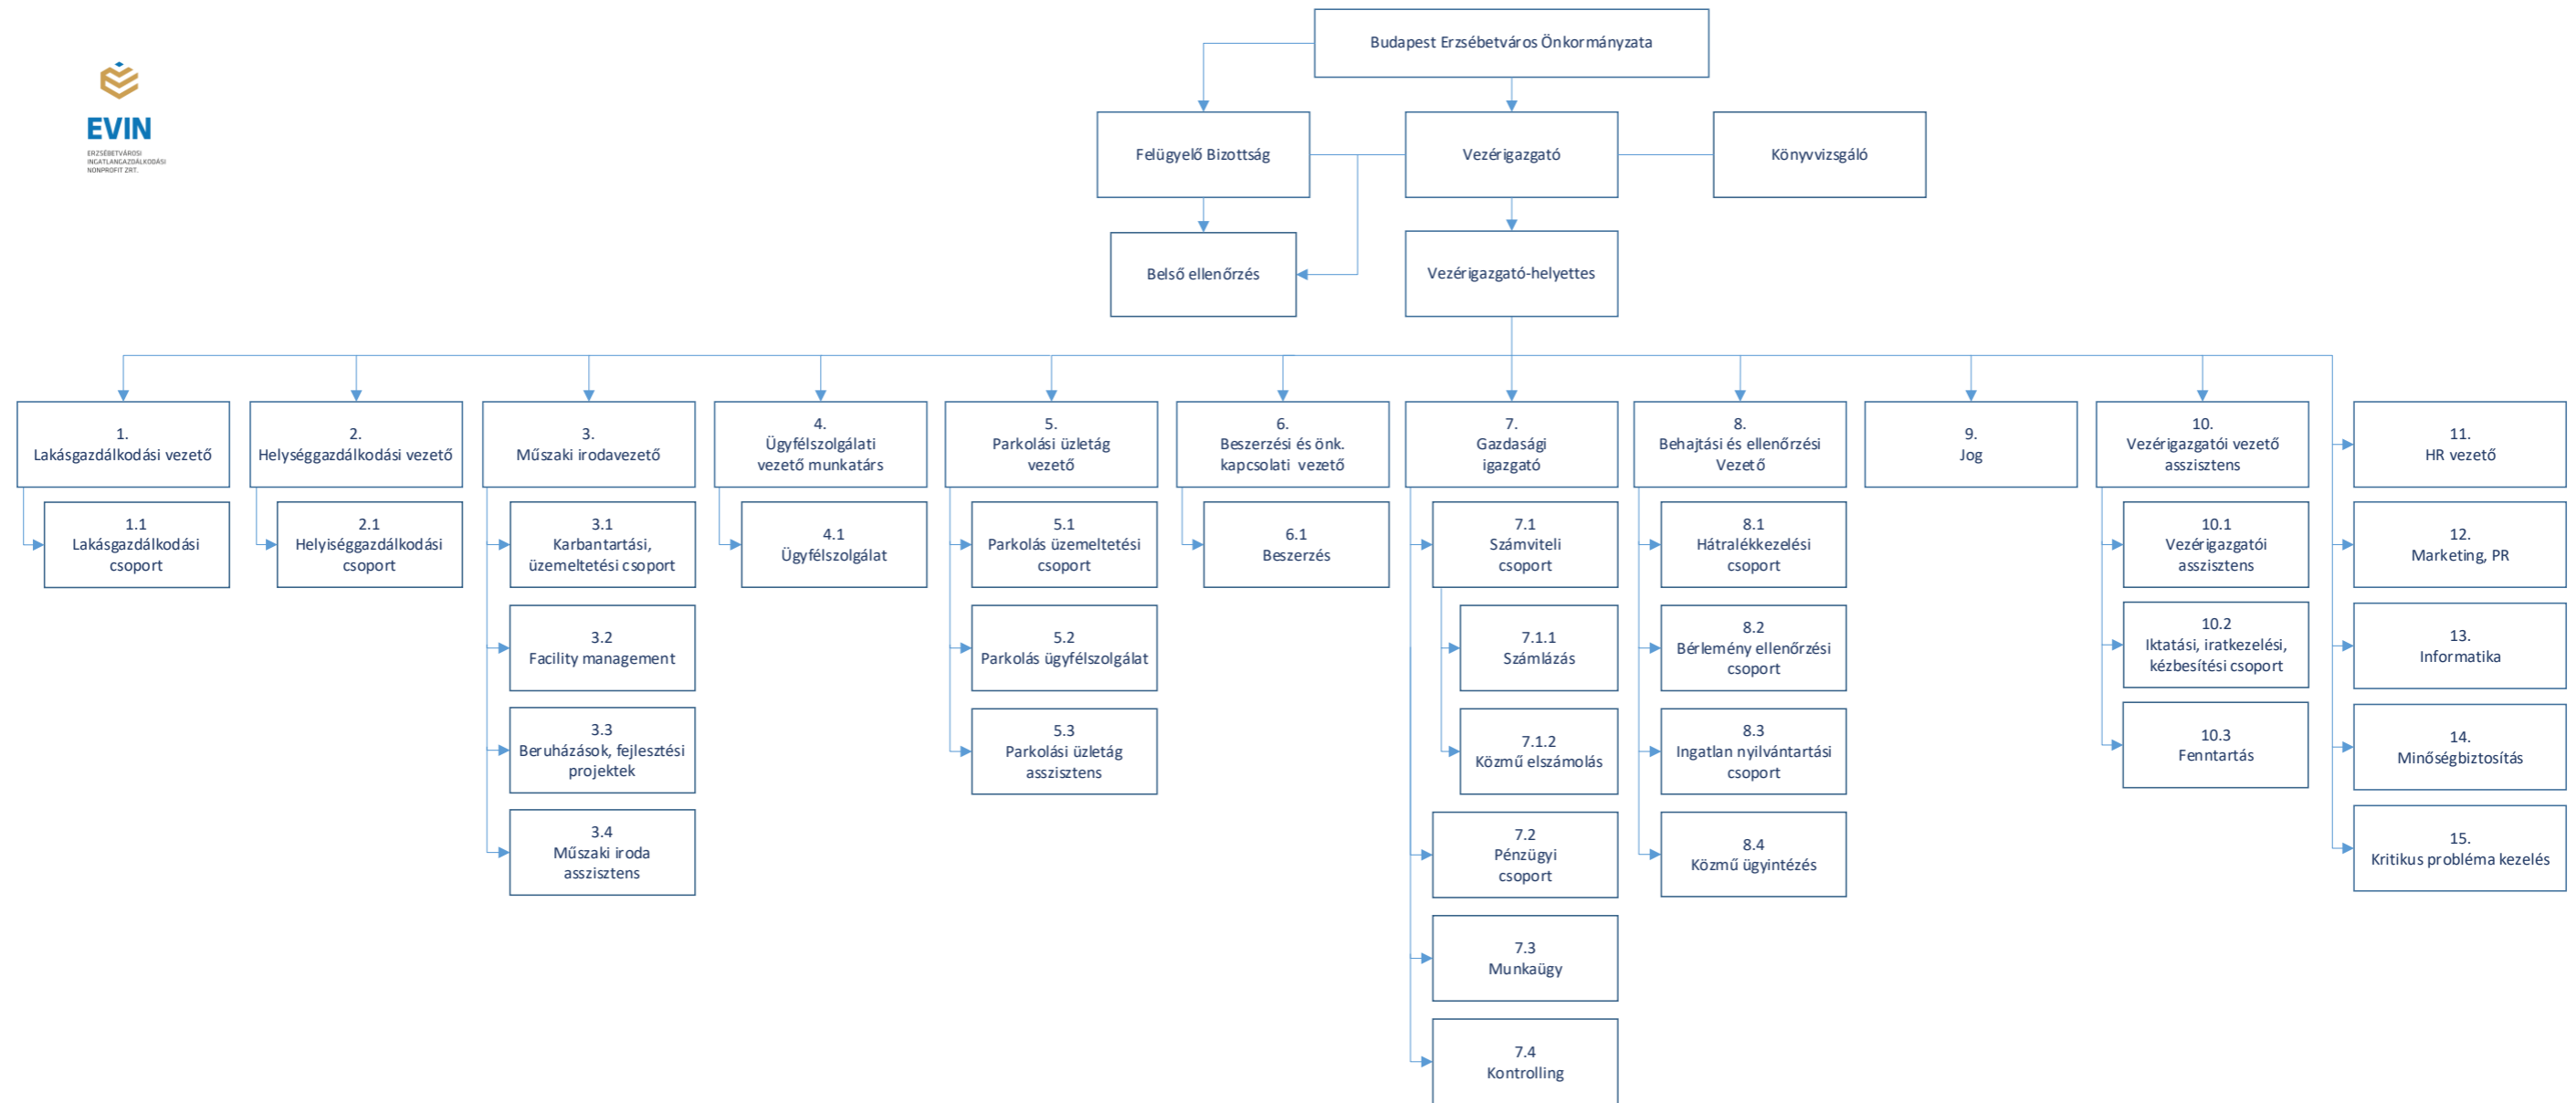 Budapest Erzsébetváros Önkormányzata
EVIN
ERZSÉBETVÁROSI
INGATLANGAZDÁLKODÁSI
NONPROFIT ZRT.
Felügyelő Bizottság
Vezérigazgató
Könyvvizsgáló
Belső ellenőrzés
Vezérigazgató-helyettes
1.
Lakásgazdálkodási vezető
1.1
Lakásgazdálkodási
csoport
2.
Helységgazdálkodási vezető
2.1
Helyiséggazdálkodási
csoport
3.
Műszaki irodavezető
3.1
Karbantartási,
üzemeltetési csoport
3.2
Facility management
3.3
Beruházások, fejlesztési
projektek
3.4
Műszaki iroda
asszisztens
4.
Ügyfélszolgálati
vezető munkatárs
4.1
Ügyfélszolgálat
5.
Parkolási üzletág
vezető
5.1
Parkolás üzemeltetési
csoport
5.2
Parkolás ügyfélszolgálat
5.3
Parkolási üzletág
asszisztens
6.
Beszerzési és önk.
kapcsolati vezető
6.1
Beszerzés
7.
Gazdasági
igazgató
7.1
Számviteli
csoport
7.1.1
Számlázás
7.1.2
Közmű elszámolás
7.2
Pénzügyi
csoport
7.3
Munkaügy
7.4
Kontrolling
8.
Behajtási és ellenőrzési
Vezető
8.1
Hátralékkezelési
csoport
8.2
Bérlemény ellenőrzési
csoport
8.3
Ingatlan nyilvántartási
csoport
8.4
Közmű ügyintézés
9.
Jog
10.
Vezérigazgatói vezető
asszisztens
10.1
Vezérigazgatói
asszisztens
10.2
Iktatási, iratkezelési,
kézbesítési csoport
10.3
Fenntartás
11.
HR vezető
12.
Marketing, PR
13.
Informatika
14.
Minőségbiztosítás
15.
Kritikus probléma kezelés